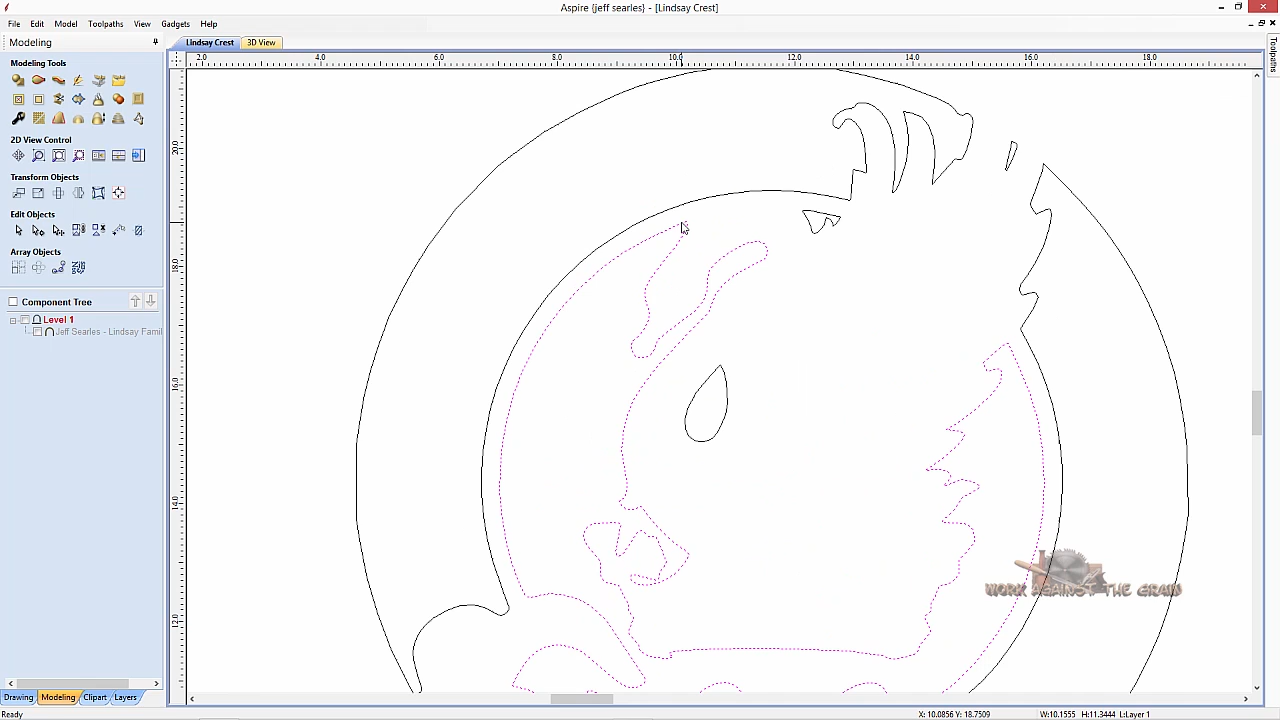 Aspire {jeff searles} - [Lindsay Crest]
File Edit Model Toolpaths View Gadgets Help
Modeling
Lindsay Crest 3D View
Toolpaths
2.0 4.0 6.0 8.0 10.0 12.0 14.0 16.0 18.0
Modeling Tools
2D View Control
Transform Objects
Edit Objects
Array Objects
Component Tree
Level 1
Jeff Searles - Lindsay Famil
20.0
18.0
16.0
14.0
12.0
WORK AGAINST THE GRAIN
Drawing Modeling Clipart Layers
Ready
X: 10.0856 Y: 18.7509
W:10.1555 H:11.3444 L:Layer 1